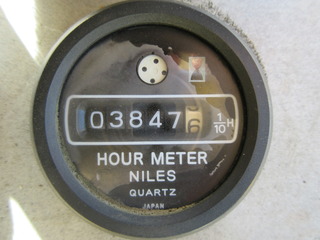 03847 6 1/10 H
HOUR METER
NILES
QUARTZ
JAPAN